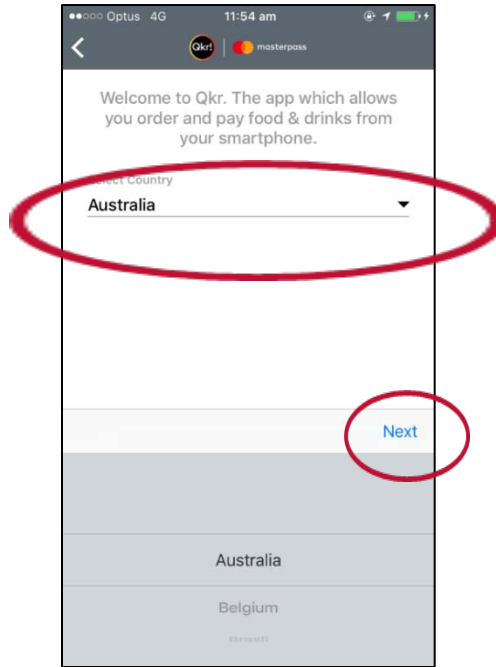 Optus 4G 11:54 am
Qkr! masterpass
Welcome to Qkr. The app which allows
you order and pay food & drinks from
your smartphone.
Select Country
Australia
Next
Australia
Belgium